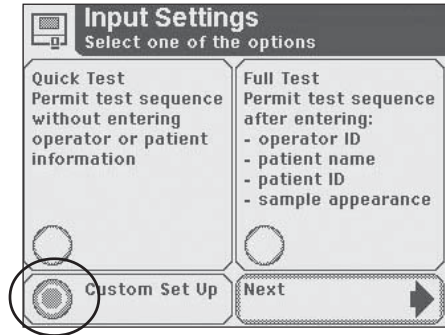 Input Settings
Select one of the options
Quick Test
Permit test sequence
without entering
operator or patient
information
Full Test
Permit test sequence
after entering:
- operator ID
- patient name
- patient ID
- sample appearance
Custom Set Up
Next